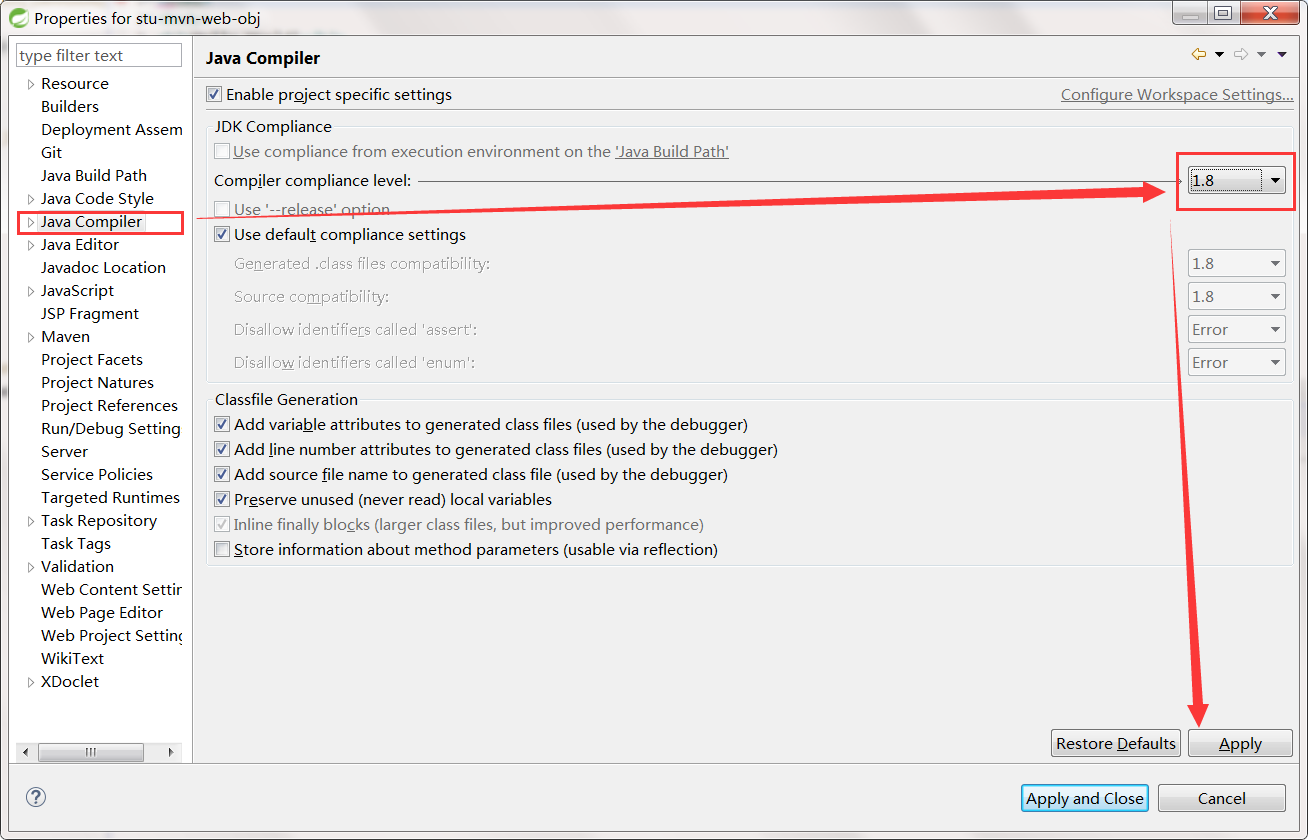 Properties for stu-mvn-web-obj
type filter text
Resource
Builders
Deployment Assem
Git
Java Build Path
Java Code Style
Java Compiler
Java Editor
Javadoc Location
JavaScript
JSP Fragment
Maven
Project Facets
Project Natures
Project References
Run/Debug Setting
Server
Service Policies
Targeted Runtimes
Task Repository
Task Tags
Validation
Web Content Settin
Web Page Editor
Web Project Setting
WikiText
XDoclet
Java Compiler
Enable project specific settings
Configure Workspace Settings...
JDK Compliance
Use compliance from execution environment on the 'Java Build Path'
Compiler compliance level: 1.8
Use '--release' option
Use default compliance settings
Generated .class files compatibility: 1.8
Source compatibility: 1.8
Disallow identifiers called 'assert': Error
Disallow identifiers called 'enum': Error
Classfile Generation
Add variable attributes to generated class files (used by the debugger)
Add line number attributes to generated class files (used by the debugger)
Add source file name to generated class file (used by the debugger)
Preserve unused (never read) local variables
Inline finally blocks (larger class files, but improved performance)
Store information about method parameters (usable via reflection)
Restore Defaults
Apply
Apply and Close
Cancel